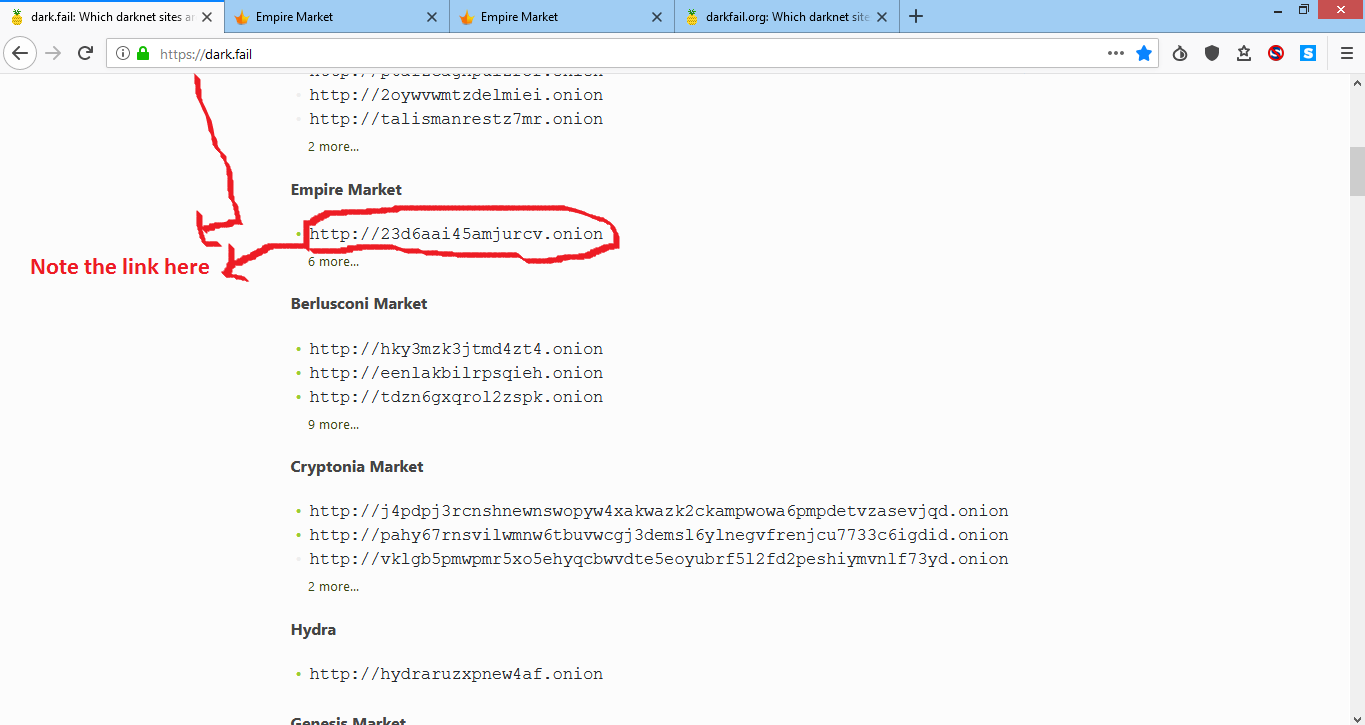 dark.fail: Which darknet sites ar
Empire Market
Empire Market
darkfail.org: Which darknet site
https://dark.fail
http://2oywvwmtzdelmiei.onion
http://talismanrestz7mr.onion
2 more...
Empire Market
http://23d6aai45amjurcv.onion
6 more...
Note the link here
Berlusconi Market
http://hky3mzk3jtmd4zt4.onion
http://eenlakbilrpsqieh.onion
http://tdzn6gxqrol2zspk.onion
9 more...
Cryptonia Market
http://j4pdpj3rcnshnewnswopyw4xakwazk2ckampwowa6pmpdetvzasevjqd.onion
http://pahy67rnsvilwmnw6tbuvwcgj3demsl6ylnegvfrenjcu7733c6igdid.onion
http://vklgb5pmwpmr5xo5ehyqcbwvdte5eoyubrf5l2fd2peshiymvnlf73yd.onion
2 more...
Hydra
http://hydraruzxpnew4af.onion
Genesis Market